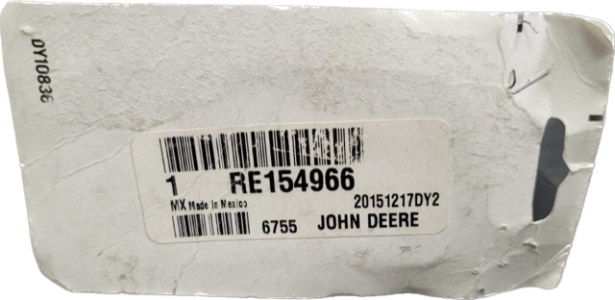 DY10836
1 RE154966
MX Made in Mexico 20151217DY2
6755 JOHN DEERE